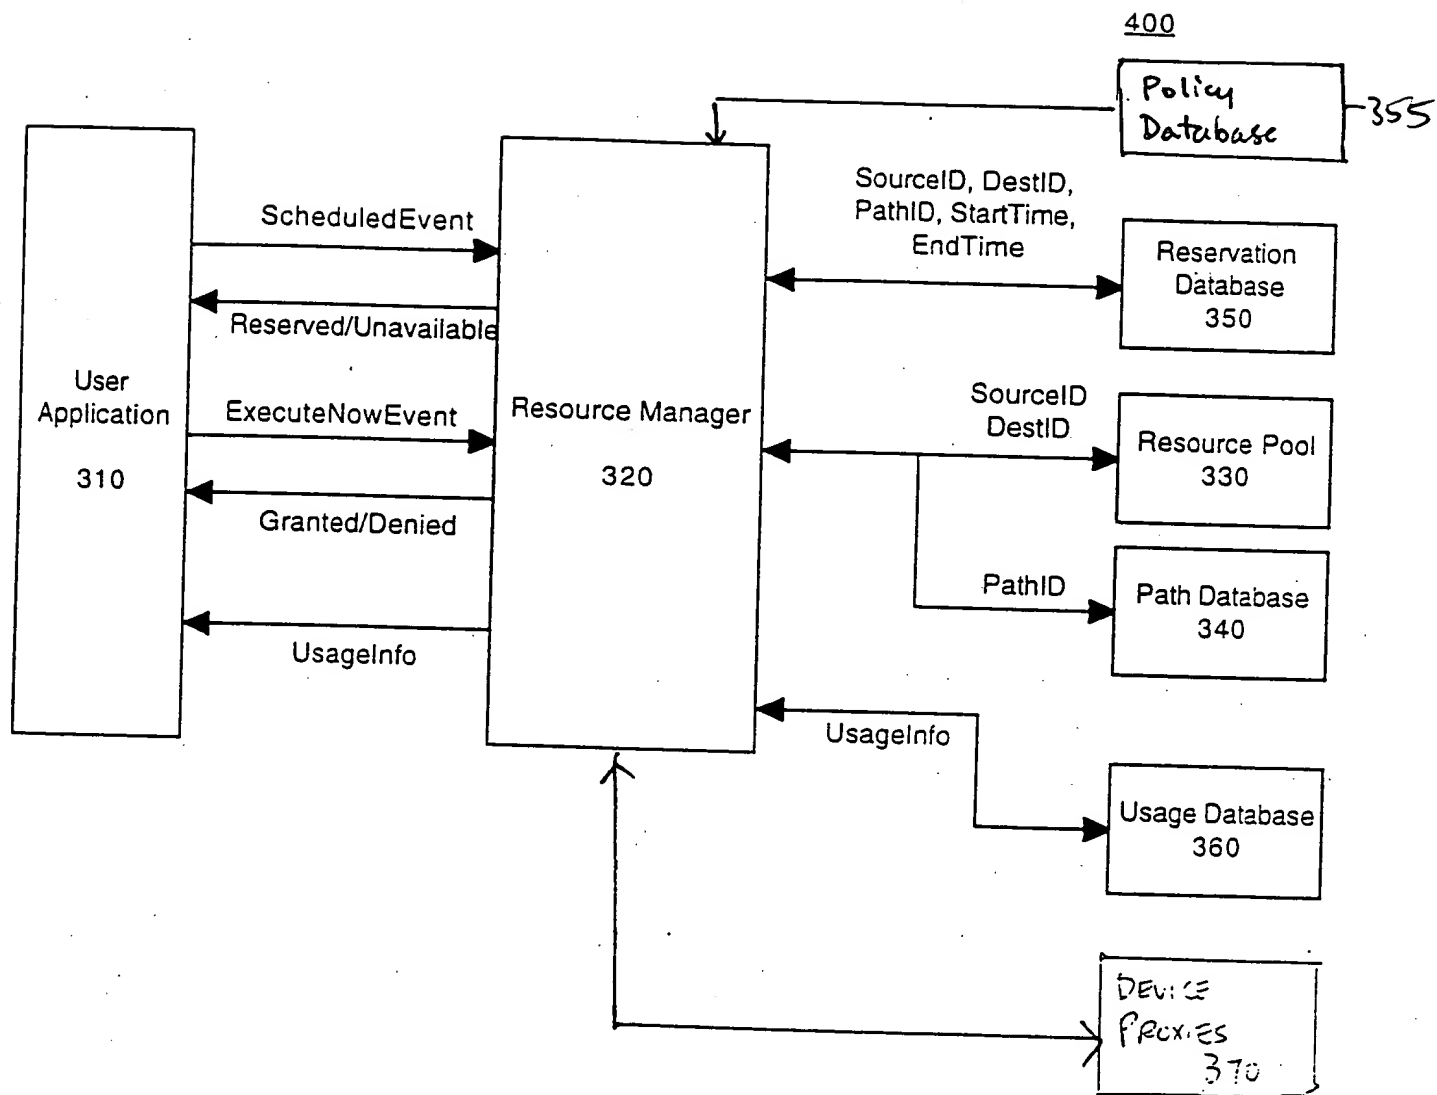 400
Policy
Database
355
SourceID, DestID,
PathID, StartTime,
EndTime
ScheduledEvent
Reservation
Database
350
Reserved/Unavailable
User
Application
310
ExecuteNowEvent
Resource Manager
320
SourceID
DestID
Resource Pool
330
Granted/Denied
PathID
Path Database
340
UsageInfo
UsageInfo
Usage Database
360
DEVICE
PROXIES
370